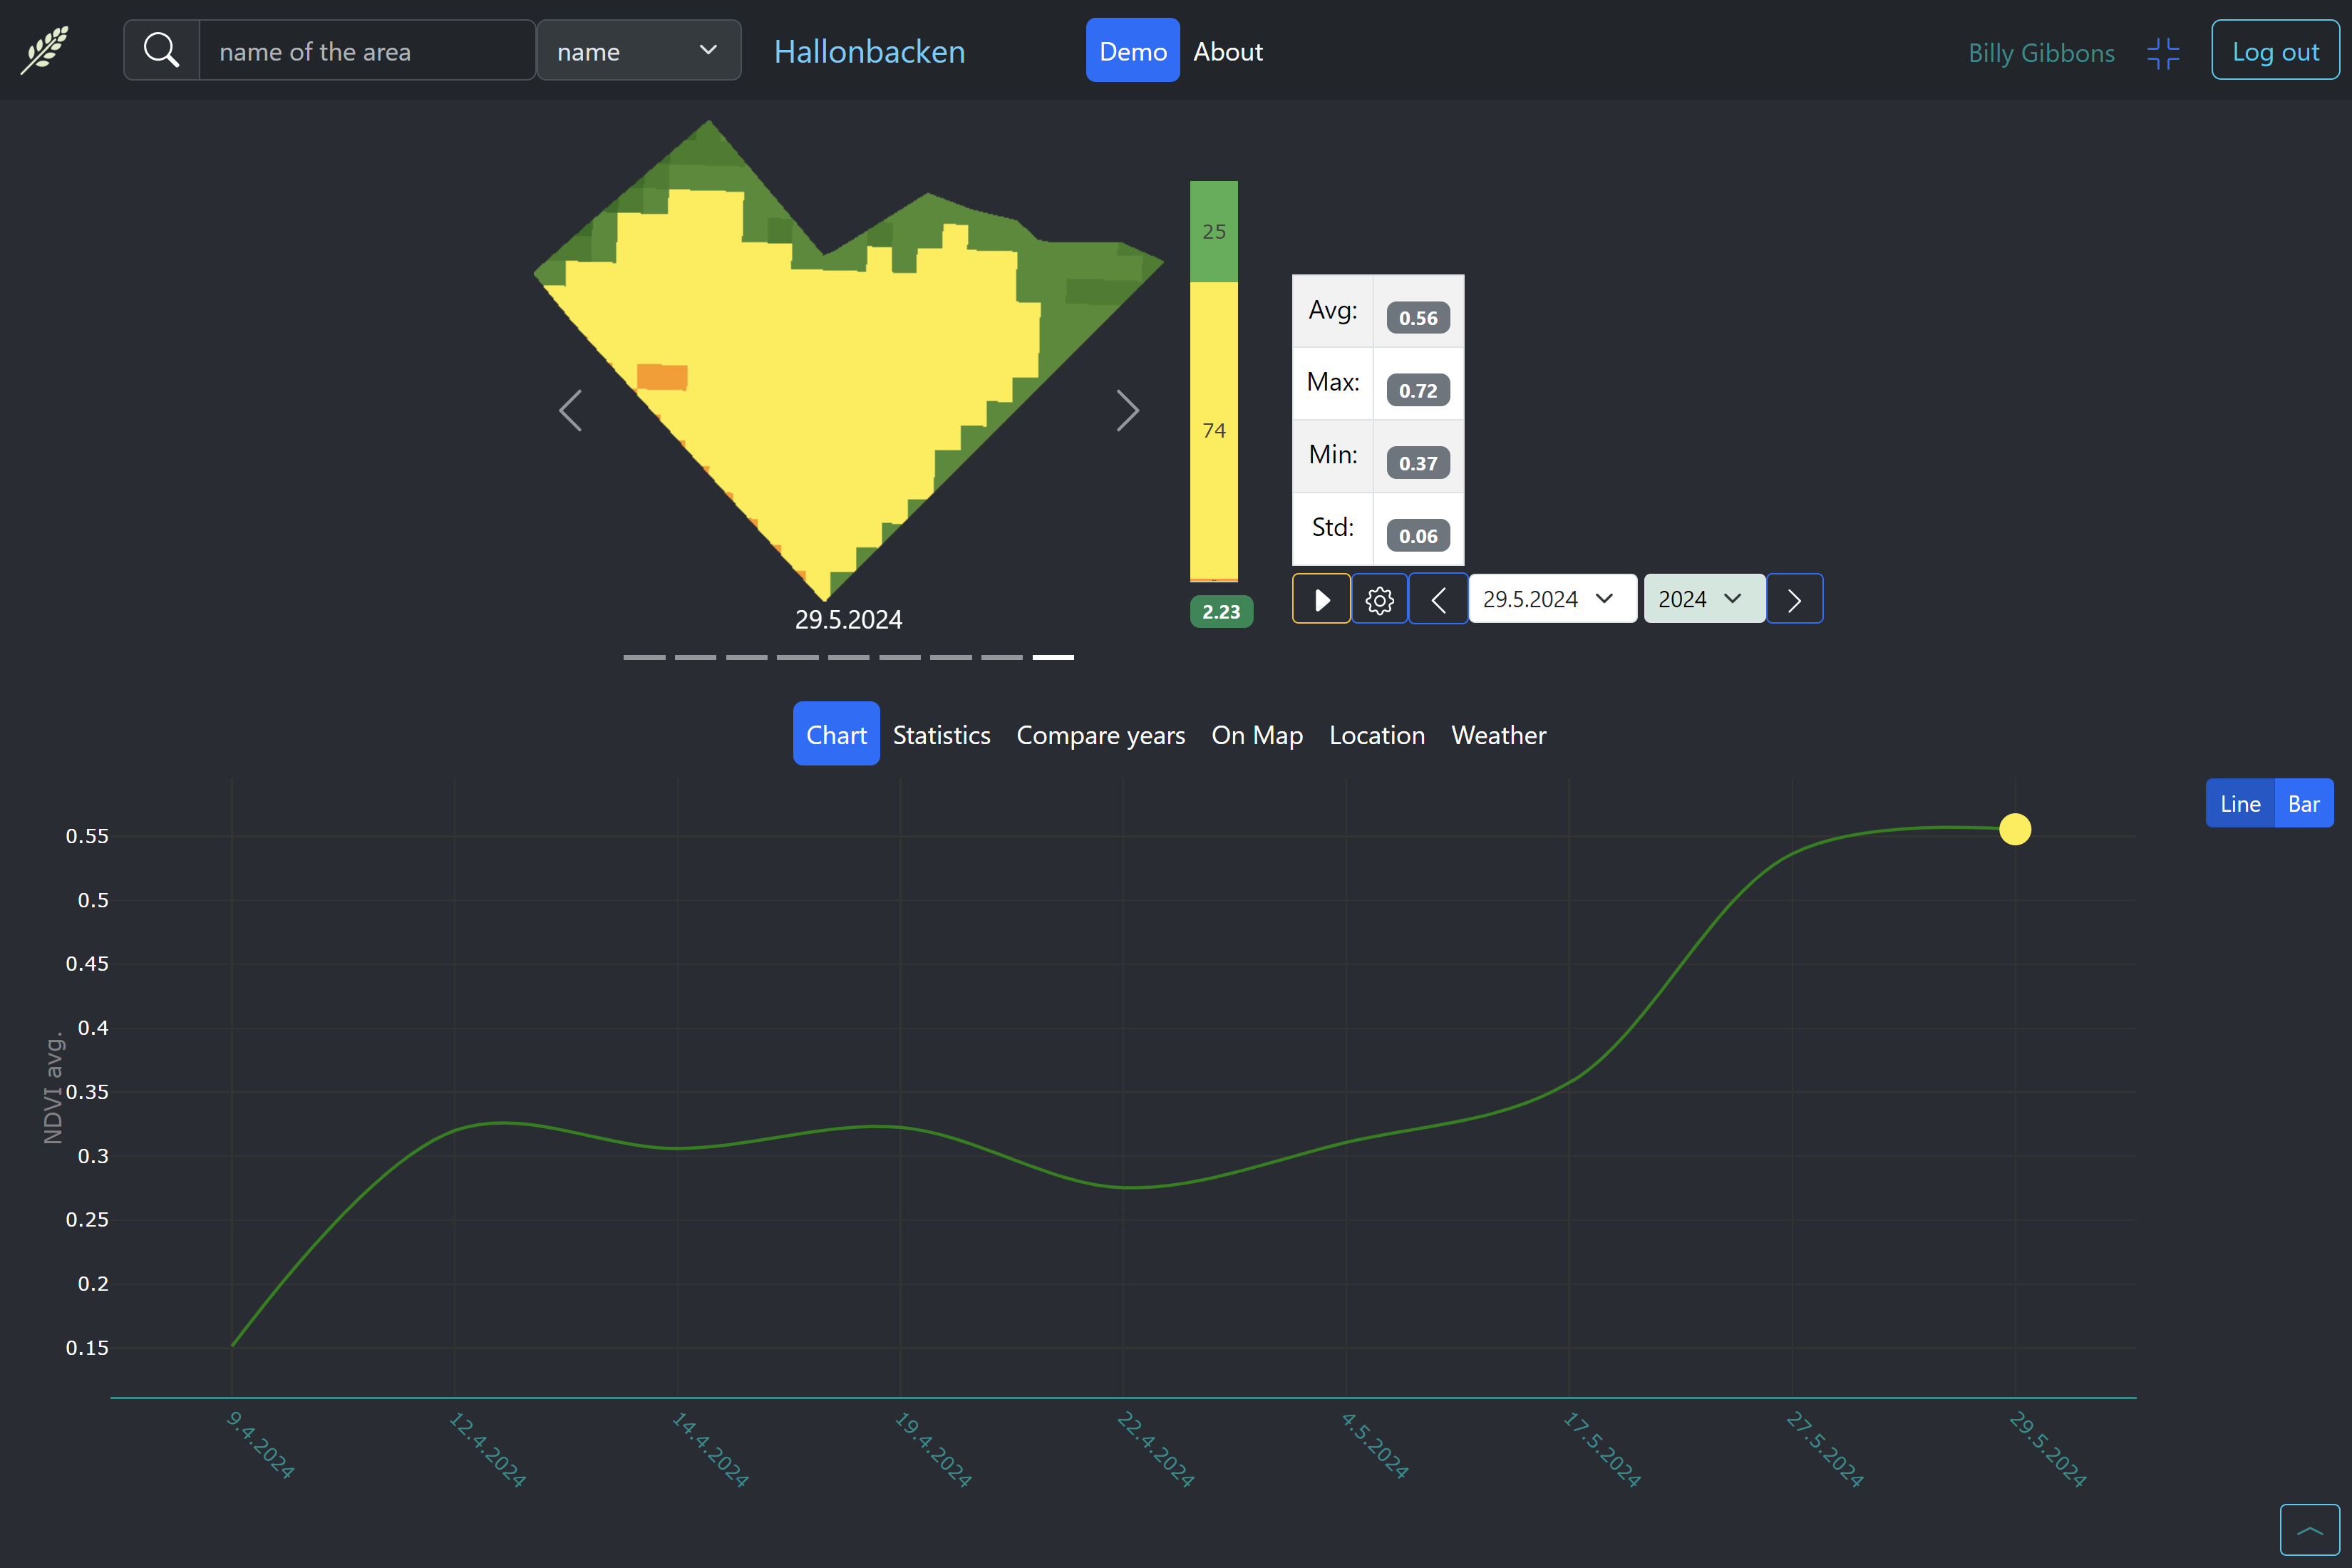 name of the area
name
Hallonbacken
Demo
About
Billy Gibbons
Log out
25
74
2.23
Avg: 0.56
Max: 0.72
Min: 0.37
Std: 0.06
29.5.2024
2024
29.5.2024
Chart
Statistics
Compare years
On Map
Location
Weather
Line
Bar
NDVI avg.
0.55
0.5
0.45
0.4
0.35
0.3
0.25
0.2
0.15
9.4.2024
12.4.2024
14.4.2024
19.4.2024
22.4.2024
4.5.2024
17.5.2024
27.5.2024
29.5.2024